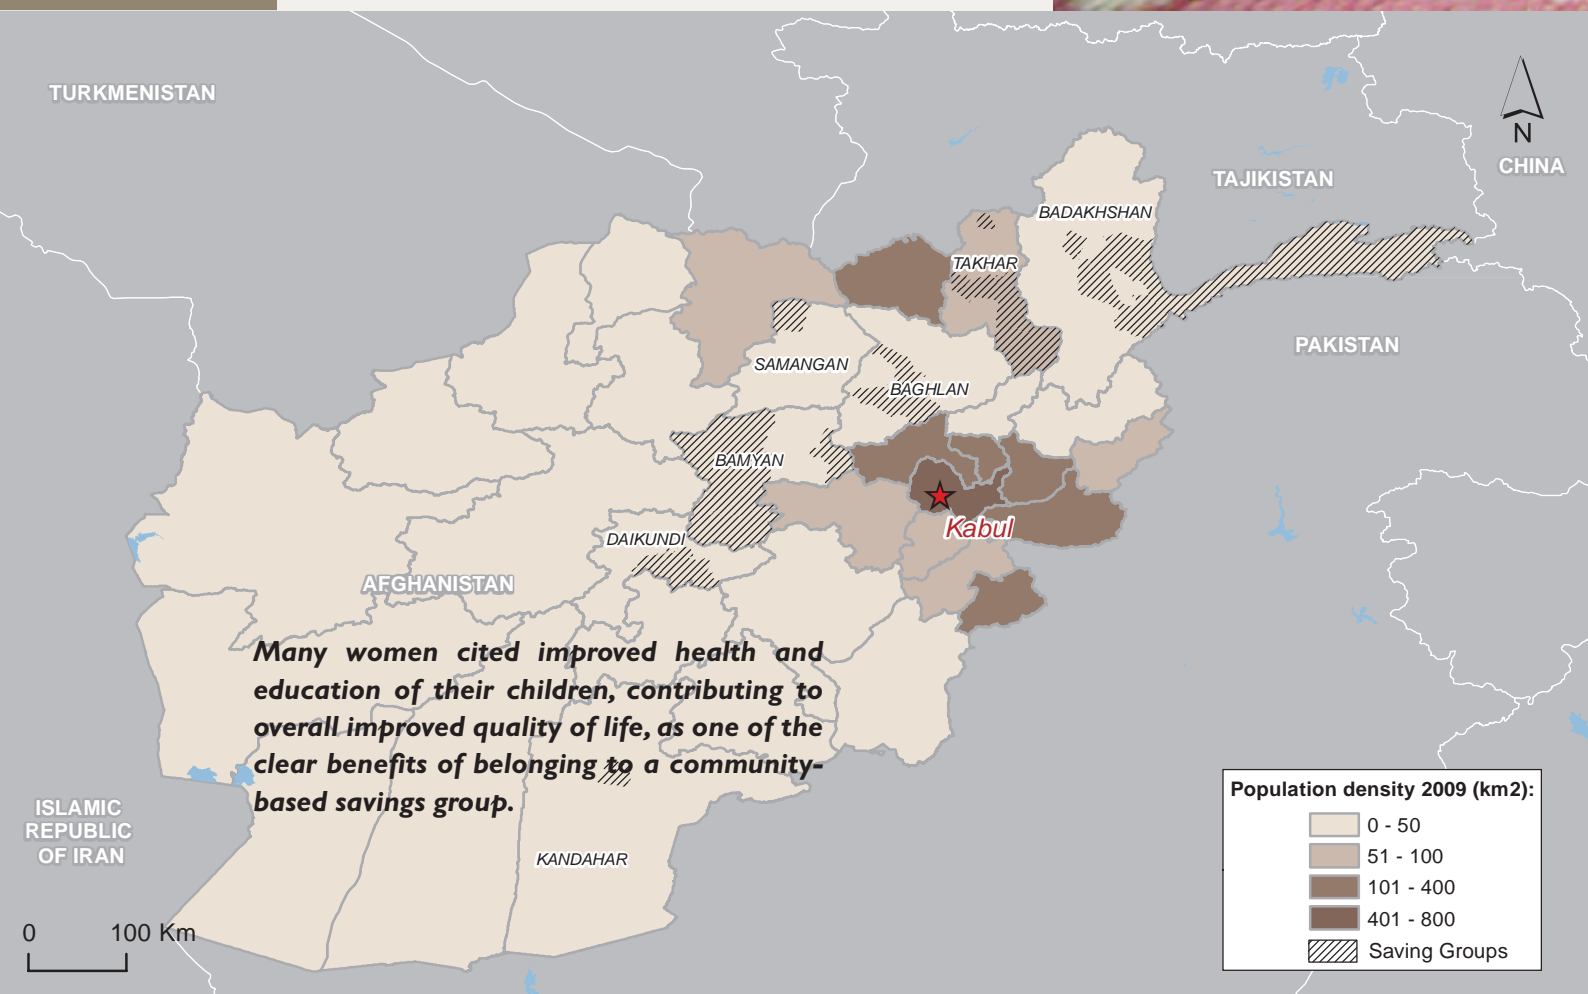 TURKMENISTAN
N
CHINA
TAJIKISTAN
BADAKHSHAN
TAKHAR
PAKISTAN
SAMANGAN
BAGHLAN
BAMYAN
Kabul
DAIKUNDI
AFGHANISTAN
Many women cited improved health and
education of their children, contributing to
overall improved quality of life, as one of the
clear benefits of belonging to a community-
based savings group.
ISLAMIC
REPUBLIC
OF IRAN
KANDAHAR
0 100 Km
Population density 2009 (km2):
0 - 50
51 - 100
101 - 400
401 - 800
Saving Groups